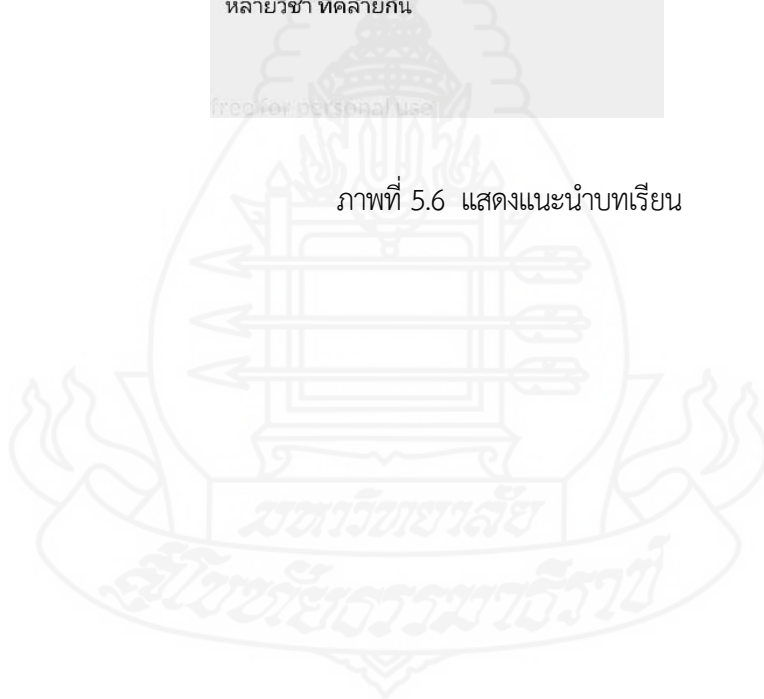 หลายวิชา ที่คล้ายกัน
free for personal use
ภาพที่ 5.6 แสดงแนะนำบทเรียน
มหาวิทยาลัย
สุโขทัยธรรมาธิราช